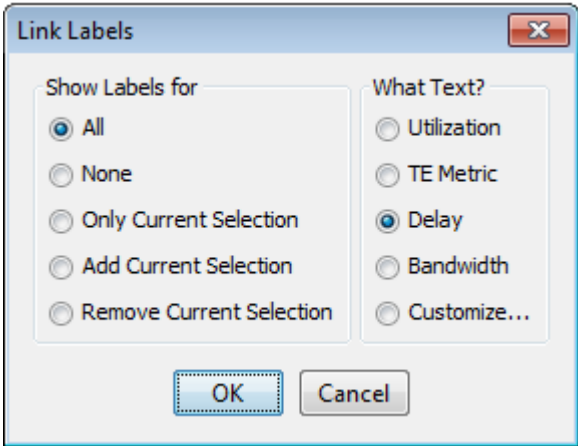 Link Labels
Show Labels for
All
None
Only Current Selection
Add Current Selection
Remove Current Selection
What Text?
Utilization
TE Metric
Delay
Bandwidth
Customize...
OK
Cancel